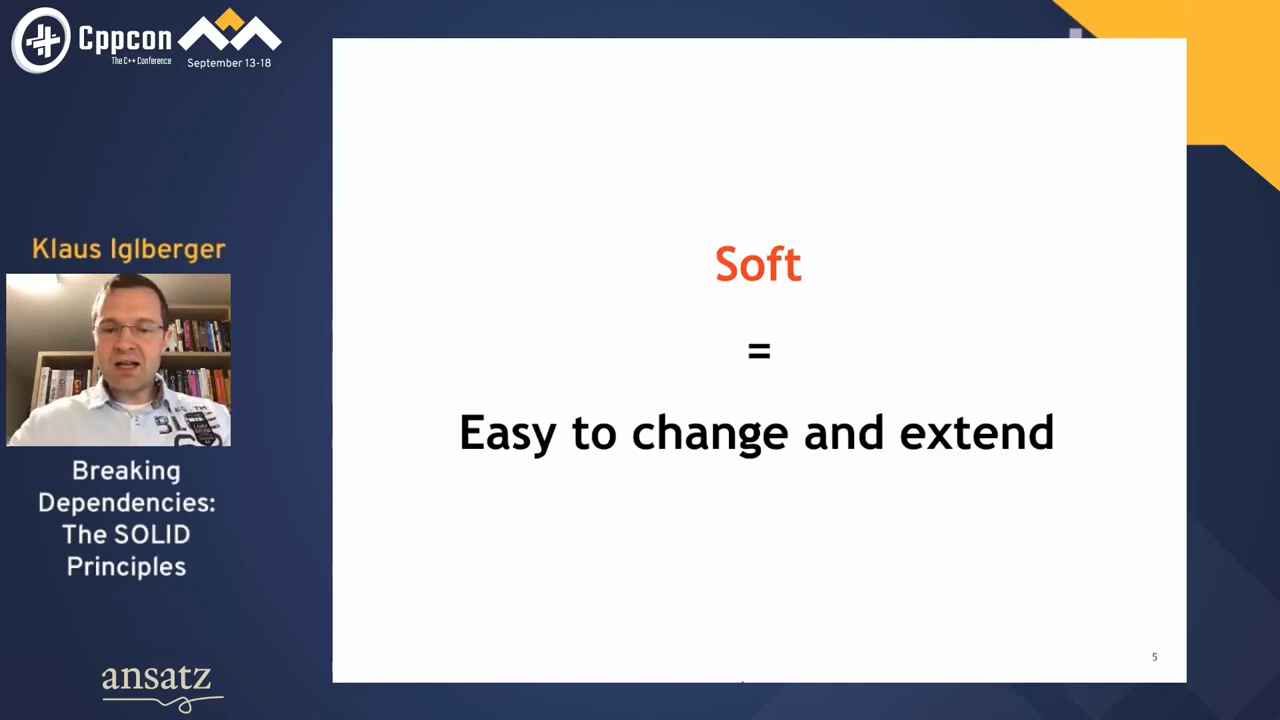 Cppcon
The C++ Conference
September 13-18
Klaus Iglberger
Breaking
Dependencies:
The SOLID
Principles
ansatz
Soft
=
Easy to change and extend
5